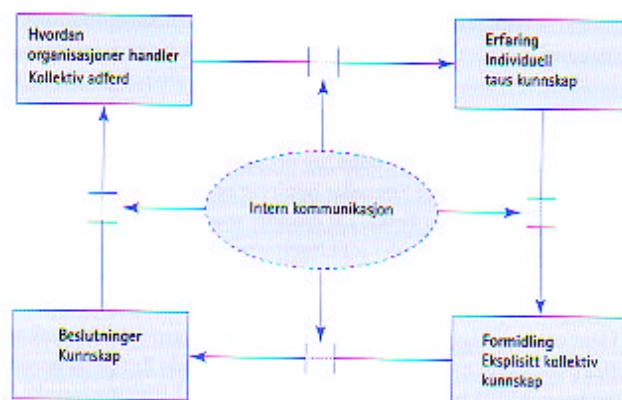 Hvordan
organisasjoner handler
Kollektiv adferd
Erfaring
Individuell
taus kunnskap
Intern kommunikasjon
Beslutninger
Kunnskap
Formidling
Eksplisitt kollektiv
kunnskap